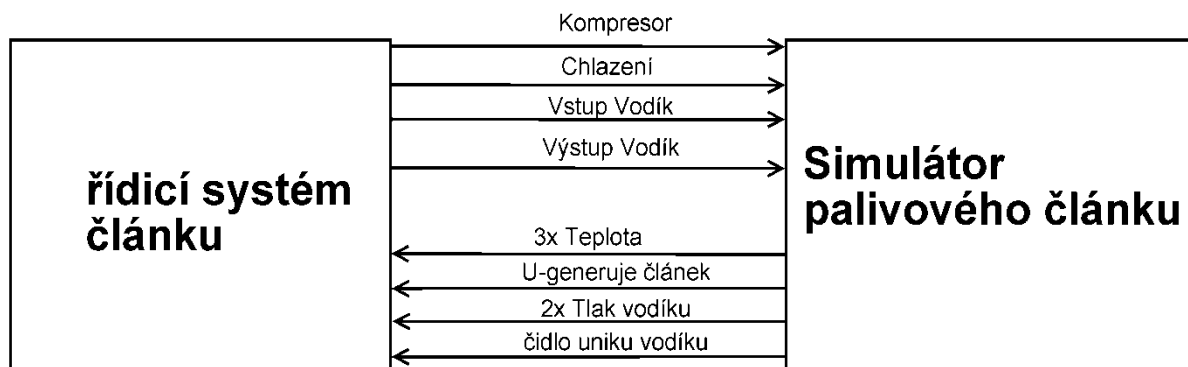 Kompresor
Chlazení
Vstup Vodík
Výstup Vodík
řídicí systém
článku
Simulátor
palivového článku
3x Teplota
U-generuje článek
2x Tlak vodíku
čidlo uniku vodíku